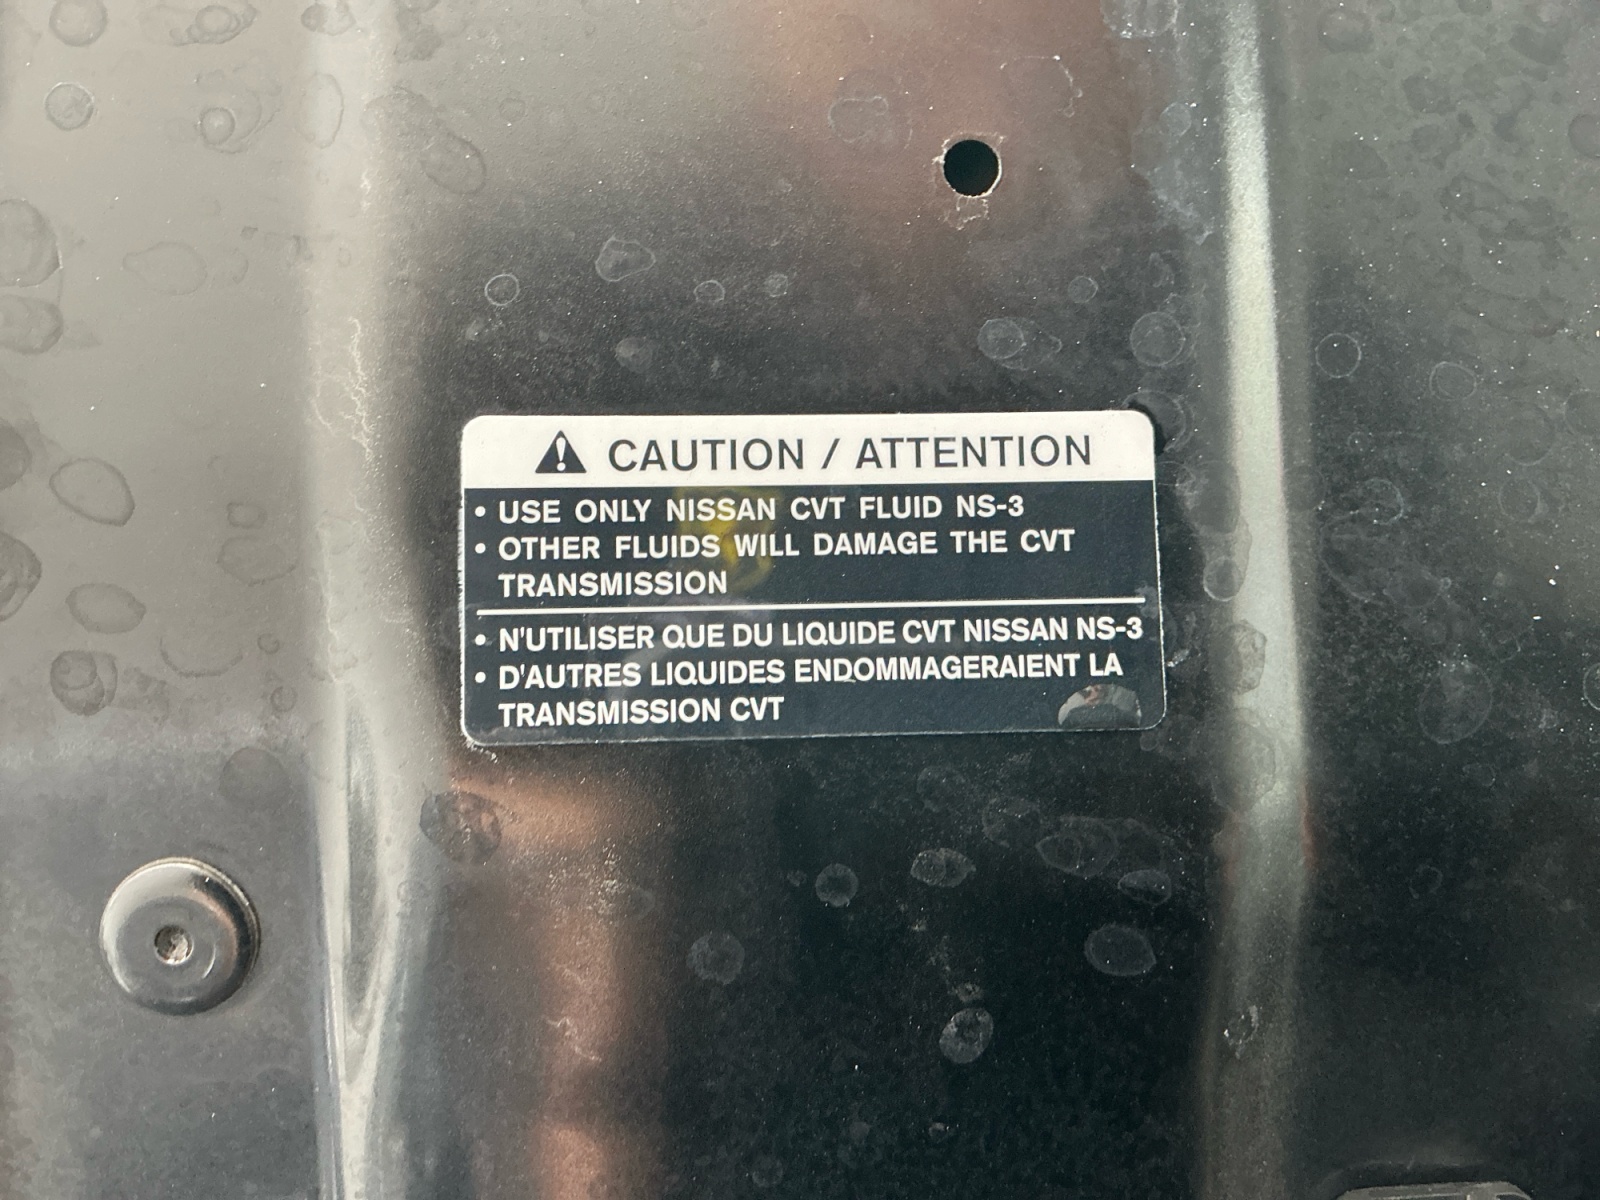 CAUTION / ATTENTION
• USE ONLY NISSAN CVT FLUID NS-3
• OTHER FLUIDS WILL DAMAGE THE CVT
TRANSMISSION
• N'UTILISER QUE DU LIQUIDE CVT NISSAN NS-3
• D'AUTRES LIQUIDES ENDOMMAGERAIENT LA
TRANSMISSION CVT